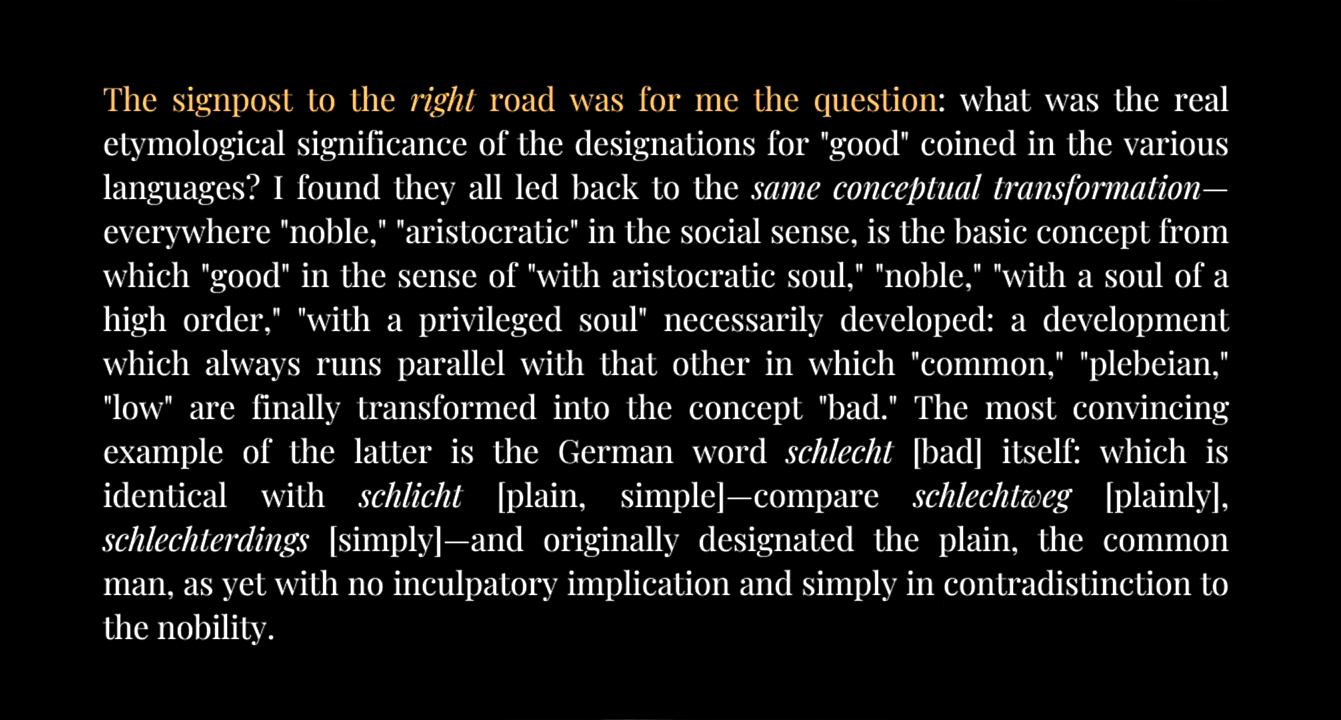 The signpost to the right road was for me the question: what was the real
etymological significance of the designations for "good" coined in the various
languages? I found they all led back to the same conceptual transformation—
everywhere "noble," "aristocratic" in the social sense, is the basic concept from
which "good" in the sense of "with aristocratic soul," "noble," "with a soul of a
high order," "with a privileged soul" necessarily developed: a development
which always runs parallel with that other in which "common," "plebeian,"
"low" are finally transformed into the concept "bad." The most convincing
example of the latter is the German word schlecht [bad] itself: which is
identical with schlicht [plain, simple]—compare schlechtweg [plainly],
schlechterdings [simply]—and originally designated the plain, the common
man, as yet with no inculpatory implication and simply in contradistinction to
the nobility.